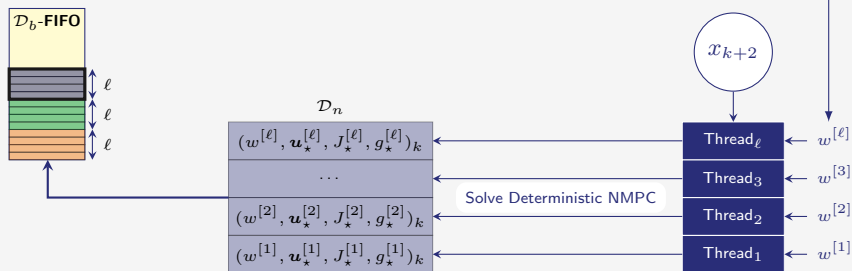 𝒟_b-FIFO
x_{k+2}
ℓ
ℓ
ℓ
𝒟_n
(w^{[ℓ]}, u_⋆^{[ℓ]}, J_⋆^{[ℓ]}, g_⋆^{[ℓ]})_k
Thread_ℓ
w^{[ℓ]}
...
Thread_3
w^{[3]}
Solve Deterministic NMPC
(w^{[2]}, u_⋆^{[2]}, J_⋆^{[2]}, g_⋆^{[2]})_k
Thread_2
w^{[2]}
(w^{[1]}, u_⋆^{[1]}, J_⋆^{[1]}, g_⋆^{[1]})_k
Thread_1
w^{[1]}